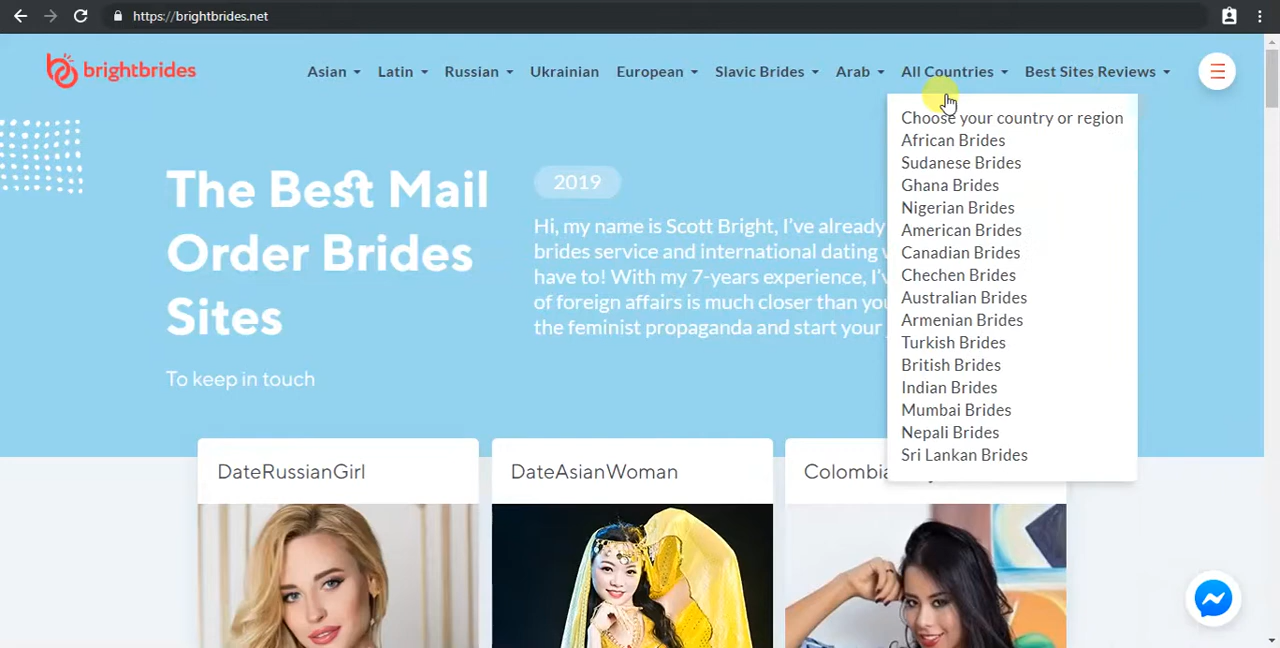 https://brightbrides.net
brightbrides
Asian
Latin
Russian
Ukrainian
European
Slavic Brides
Arab
All Countries
Best Sites Reviews
Choose your country or region
African Brides
Sudanese Brides
Ghana Brides
Nigerian Brides
American Brides
Canadian Brides
Chechen Brides
Australian Brides
Armenian Brides
Turkish Brides
British Brides
Indian Brides
Mumbai Brides
Nepali Brides
Sri Lankan Brides
The Best Mail
Order Brides
Sites
To keep in touch
2019
Hi, my name is Scott Bright, I've already
brides service and international dating
have to! With my 7-years experience,
of foreign affairs is much closer than
the feminist propaganda and start your
DateRussianGirl
DateAsianWoman